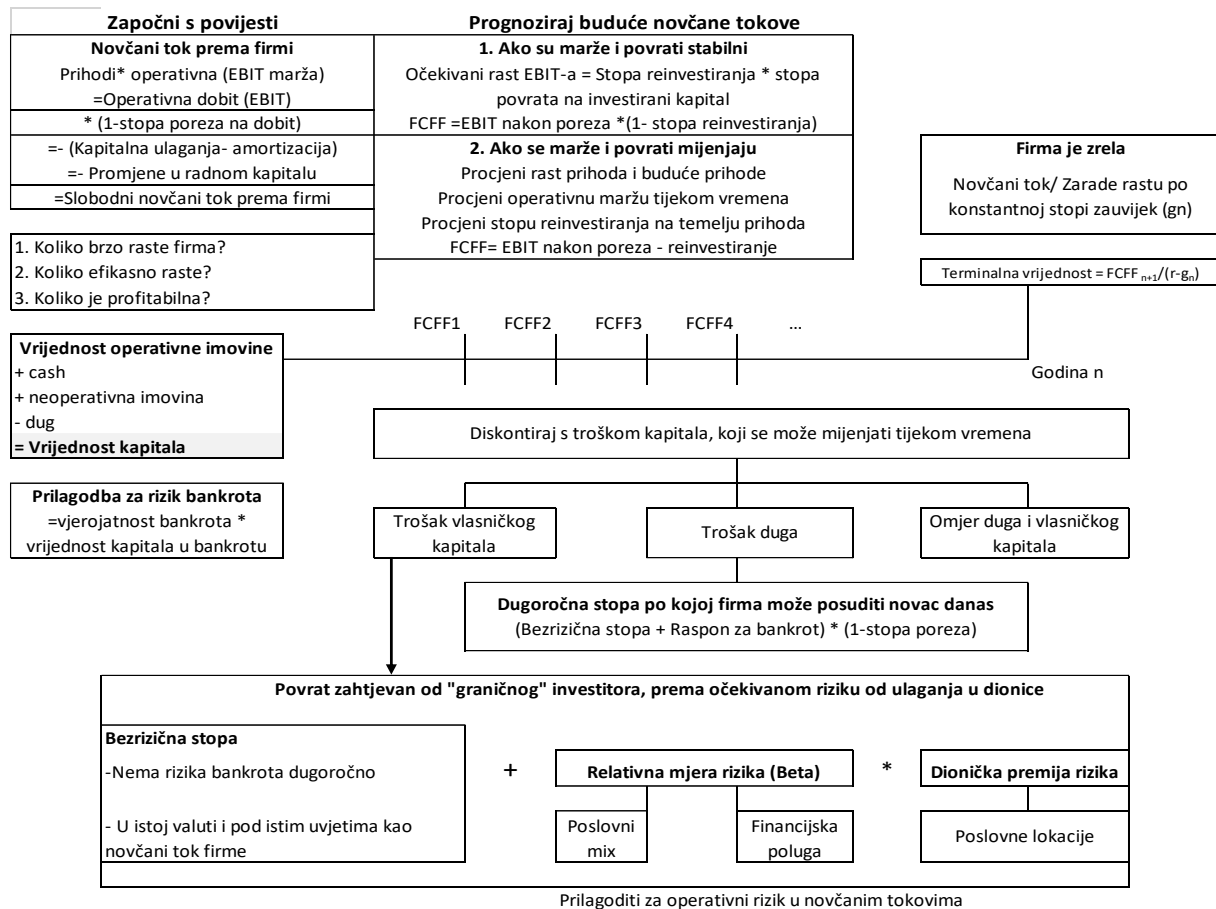 Započni s povijesti
Novčani tok prema firmi
Prihodi* operativna (EBIT marža)
=Operativna dobit (EBIT)
* (1-stopa poreza na dobit)
=- (Kapitalna ulaganja- amortizacija)
=- Promjene u radnom kapitalu
=Slobodni novčani tok prema firmi
1. Koliko brzo raste firma?
2. Koliko efikasno raste?
3. Koliko je profitabilna?
Prognoziraj buduće novčane tokove
1. Ako su marže i povrati stabilni
Očekivani rast EBIT-a = Stopa reinvestiranja * stopa
povrata na investirani kapital
FCFF =EBIT nakon poreza *(1- stopa reinvestiranja)
2. Ako se marže i povrati mijenjaju
Procjeni rast prihoda i buduće prihode
Procjeni operativnu maržu tijekom vremena
Procjeni stopu reinvestiranja na temelju prihoda
FCFF= EBIT nakon poreza - reinvestiranje
Firma je zrela
Novčani tok/ Zarade rastu po
konstantnoj stopi zauvijek (gn)
Terminalna vrijednost = FCFF n+1/(r-gn)
FCFF1 FCFF2 FCFF3 FCFF4 ...
Godina n
Vrijednost operativne imovine
+ cash
+ neoperativna imovina
- dug
= Vrijednost kapitala
Diskontiraj s troškom kapitala, koji se može mijenjati tijekom vremena
Prilagodba za rizik bankrota
=vjerojatnost bankrota *
vrijednost kapitala u bankrotu
Trošak vlasničkog
kapitala
Trošak duga
Omjer duga i vlasničkog
kapitala
Dugoročna stopa po kojoj firma može posuditi novac danas
(Bezrizična stopa + Raspon za bankrot) * (1-stopa poreza)
Povrat zahtjevan od "graničnog" investitora, prema očekivanom riziku od ulaganja u dionice
Bezrizična stopa
-Nema rizika bankrota dugoročno
- U istoj valuti i pod istim uvjetima kao
novčani tok firme
+
Relativna mjera rizika (Beta)
*
Dionička premija rizika
Poslovni
mix
Financijska
poluga
Poslovne lokacije
Prilagoditi za operativni rizik u novčanim tokovima